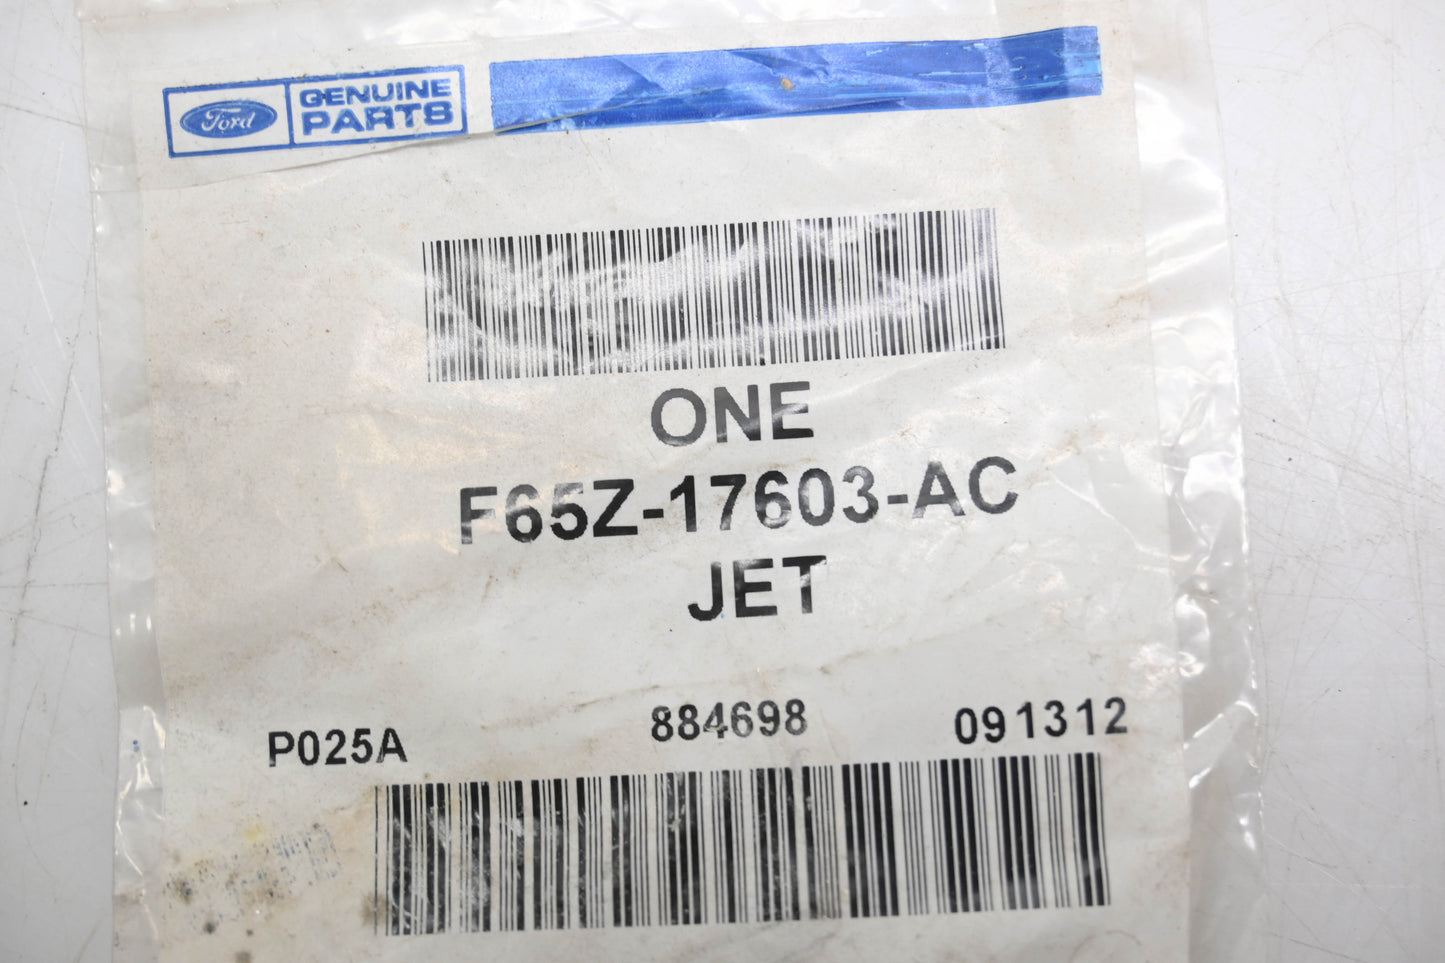 Ford
GENUINE
PARTS
ONE
F65Z-17603-AC
JET
P025A 884698 091312